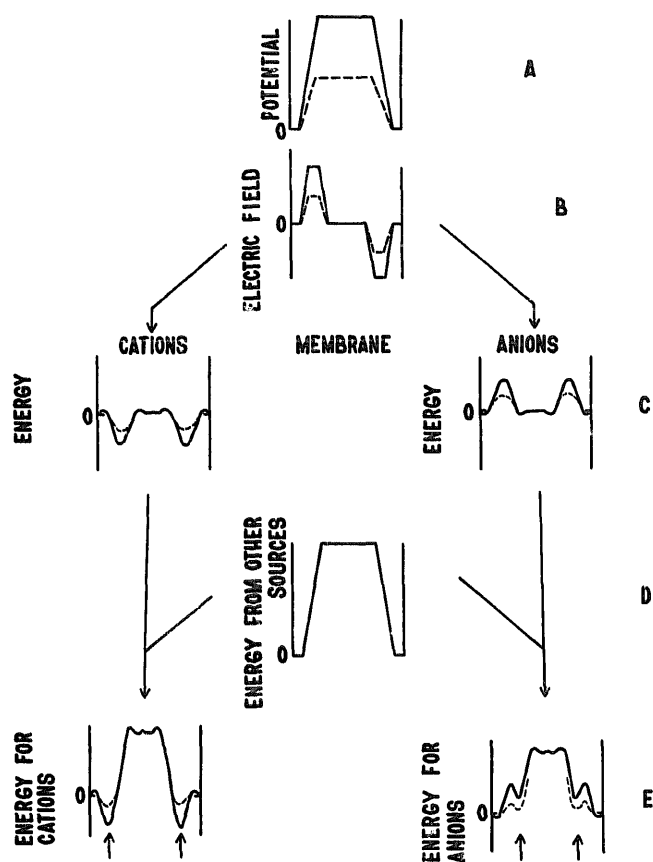 POTENTIAL
0
A
ELECTRIC FIELD
0
B
CATIONS
MEMBRANE
ANIONS
ENERGY
0
ENERGY
0
C
ENERGY FROM OTHER
SOURCES
0
D
ENERGY FOR
CATIONS
0
ENERGY FOR
ANIONS
0
E